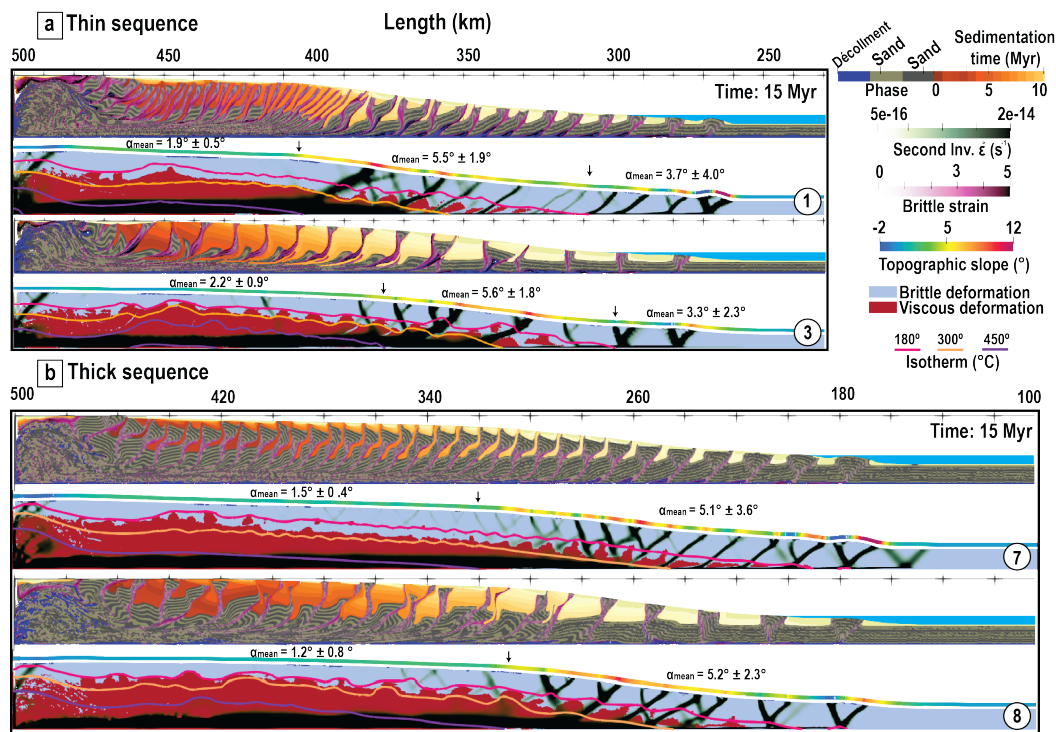 a Thin sequence
Length (km)
500 450 400 350 300 250
Time: 15 Myr
αmean = 1.9° ± 0.5°
αmean = 5.5° ± 1.9°
αmean = 3.7° ± 4.0°
1
αmean = 2.2° ± 0.9°
αmean = 5.6° ± 1.8°
αmean = 3.3° ± 2.3°
3
Décollment
Sand
Sand
Sedimentation
time (Myr)
Phase 0 5 10
5e-16 2e-14
Second Inv. ε̇ (s-1)
0 3 5
Brittle strain
-2 5 12
Topographic slope (°)
Brittle deformation
Viscous deformation
180° 300° 450°
Isotherm (°C)
b Thick sequence
500 420 340 260 180 100
Time: 15 Myr
αmean = 1.5° ± 0 .4°
αmean = 5.1° ± 3.6°
7
αmean = 1.2° ± 0.8 °
αmean = 5.2° ± 2.3°
8